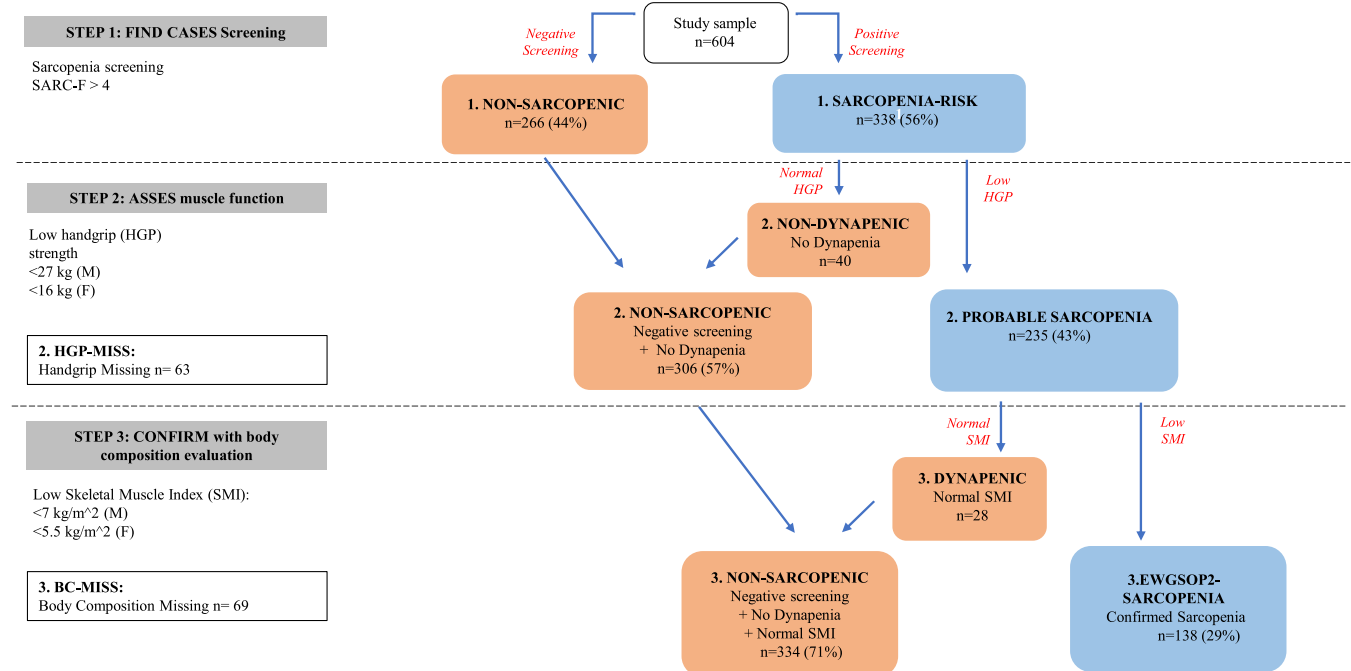 Study sample
n=604
STEP 1: FIND CASES Screening
Negative
Screening
Positive
Screening
Sarcopenia screening
SARC-F > 4
1. NON-SARCOPENIC
n=266 (44%)
1. SARCOPENIA-RISK
n=338 (56%)
STEP 2: ASSES muscle function
Normal
HGP
Low
HGP
Low handgrip (HGP)
strength
<27 kg (M)
<16 kg (F)
2. NON-DYNAPENIC
No Dynapenia
n=40
2. NON-SARCOPENIC
Negative screening
+ No Dynapenia
n=306 (57%)
2. PROBABLE SARCOPENIA
n=235 (43%)
2. HGP-MISS:
Handgrip Missing n= 63
STEP 3: CONFIRM with body
composition evaluation
Normal
SMI
Low
SMI
Low Skeletal Muscle Index (SMI):
<7 kg/m^2 (M)
<5.5 kg/m^2 (F)
3. DYNAPENIC
Normal SMI
n=28
3. BC-MISS:
Body Composition Missing n= 69
3. NON-SARCOPENIC
Negative screening
+ No Dynapenia
+ Normal SMI
n=334 (71%)
3.EWGSOP2-
SARCOPENIA
Confirmed Sarcopenia
n=138 (29%)